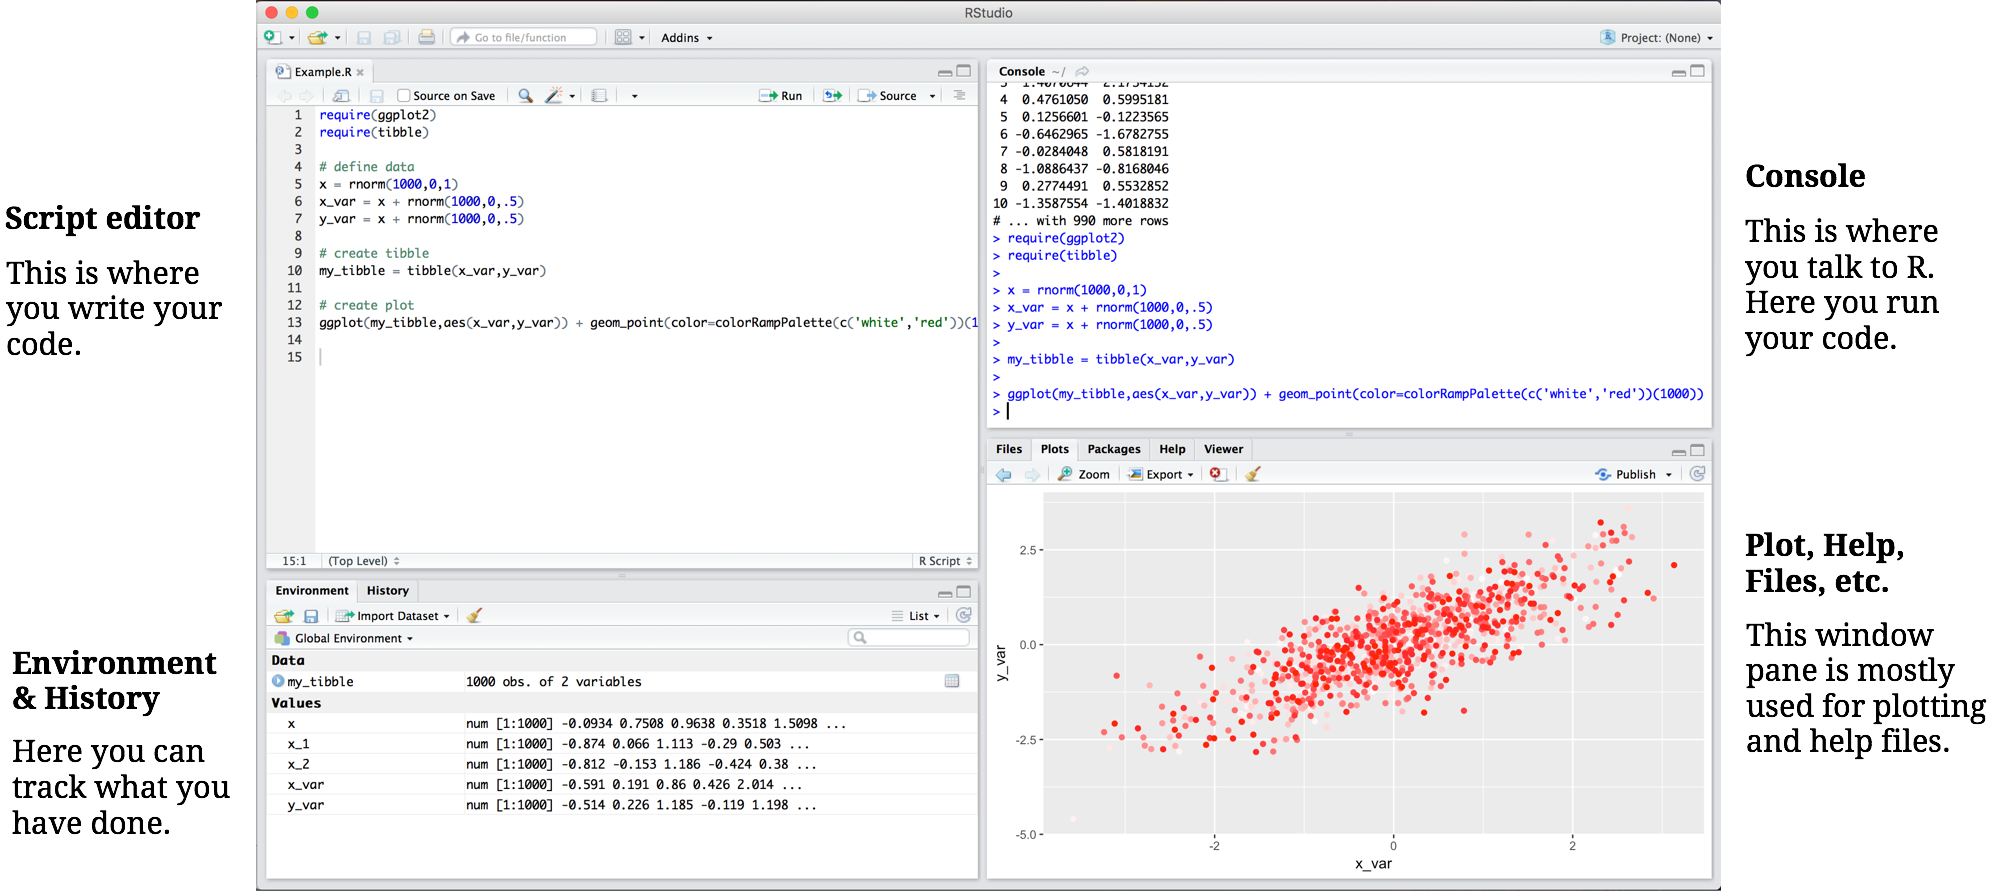 RStudio
Go to file/function
Addins
Project: (None)
Script editor
This is where
you write your
code.
Example.R
Source on Save
Run
Source
1 require(ggplot2)
2 require(tibble)
3
4 # define data
5 x = rnorm(1000,0,1)
6 x_var = x + rnorm(1000,0,.5)
7 y_var = x + rnorm(1000,0,.5)
8
9 # create tibble
10 my_tibble = tibble(x_var,y_var)
11
12 # create plot
13 ggplot(my_tibble,aes(x_var,y_var)) + geom_point(color=colorRampPalette(c('white','red'))(1
14
15
15:1 (Top Level) R Script
Console ~/
4 0.4761050 0.5995181
5 0.1256601 -0.1223565
6 -0.6462965 -1.6782755
7 -0.0284048 0.5818191
8 -1.0886437 -0.8168046
9 0.2774491 0.5532852
10 -1.3587554 -1.4018832
# ... with 990 more rows
> require(ggplot2)
> require(tibble)
>
> x = rnorm(1000,0,1)
> x_var = x + rnorm(1000,0,.5)
> y_var = x + rnorm(1000,0,.5)
>
> my_tibble = tibble(x_var,y_var)
>
> ggplot(my_tibble,aes(x_var,y_var)) + geom_point(color=colorRampPalette(c('white','red'))(1000))
>
Console
This is where
you talk to R.
Here you run
your code.
Environment
& History
Here you can
track what you
have done.
Environment History
Import Dataset List
Global Environment
Data
my_tibble 1000 obs. of 2 variables
Values
x num [1:1000] -0.0934 0.7508 0.9638 0.3518 1.5098 ...
x_1 num [1:1000] -0.874 0.066 1.113 -0.29 0.503 ...
x_2 num [1:1000] -0.812 -0.153 1.186 -0.424 0.38 ...
x_var num [1:1000] -0.591 0.191 0.86 0.426 2.014 ...
y_var num [1:1000] -0.514 0.226 1.185 -0.119 1.198 ...
Files Plots Packages Help Viewer
Zoom Export Publish
2.5
0.0
-2.5
-5.0
y_var
-2 0 2
x_var
Plot, Help,
Files, etc.
This window
pane is mostly
used for plotting
and help files.